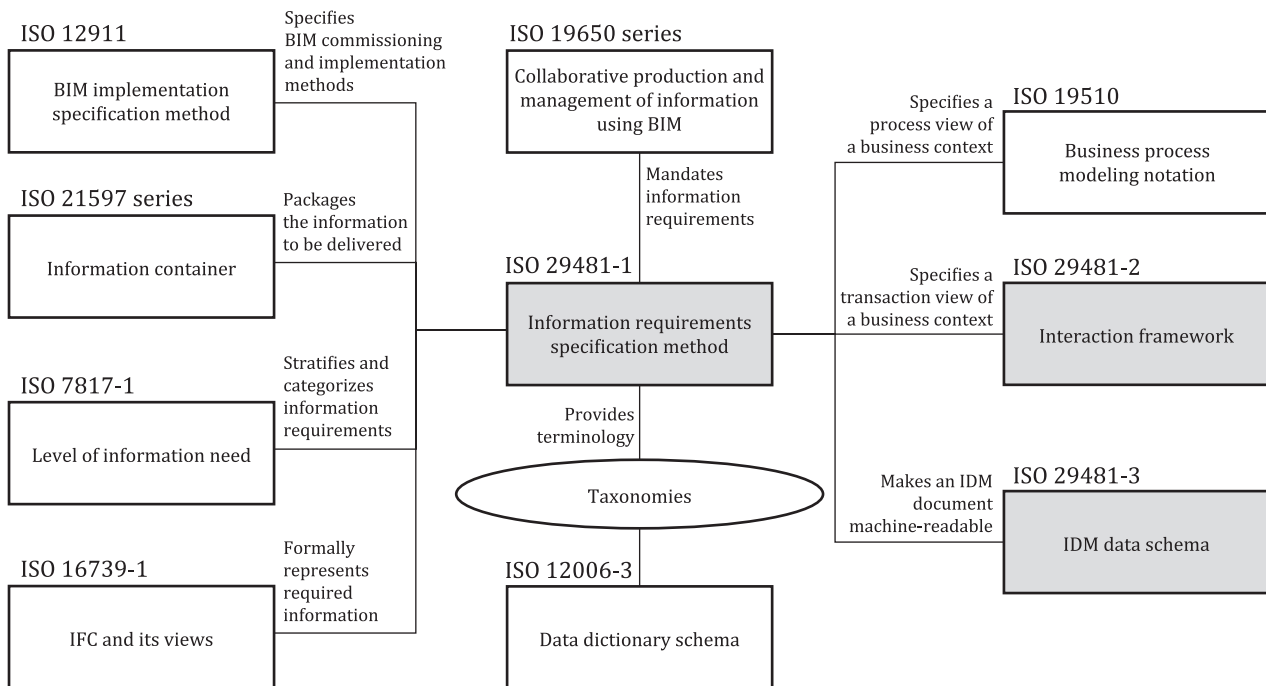 ISO 12911
BIM implementation
specification method
Specifies
BIM commissioning
and implementation
methods
ISO 21597 series
Information container
Packages
the information
to be delivered
ISO 7817-1
Level of information need
Stratifies and
categorizes
information
requirements
ISO 16739-1
IFC and its views
Formally
represents
required
information
ISO 19650 series
Collaborative production and
management of information
using BIM
Mandates
information
requirements
ISO 29481-1
Information requirements
specification method
Provides
terminology
Taxonomies
ISO 12006-3
Data dictionary schema
Specifies a
process view of
a business context
ISO 19510
Business process
modeling notation
Specifies a
transaction view of
a business context
ISO 29481-2
Interaction framework
Makes an IDM
document
machine-readable
ISO 29481-3
IDM data schema